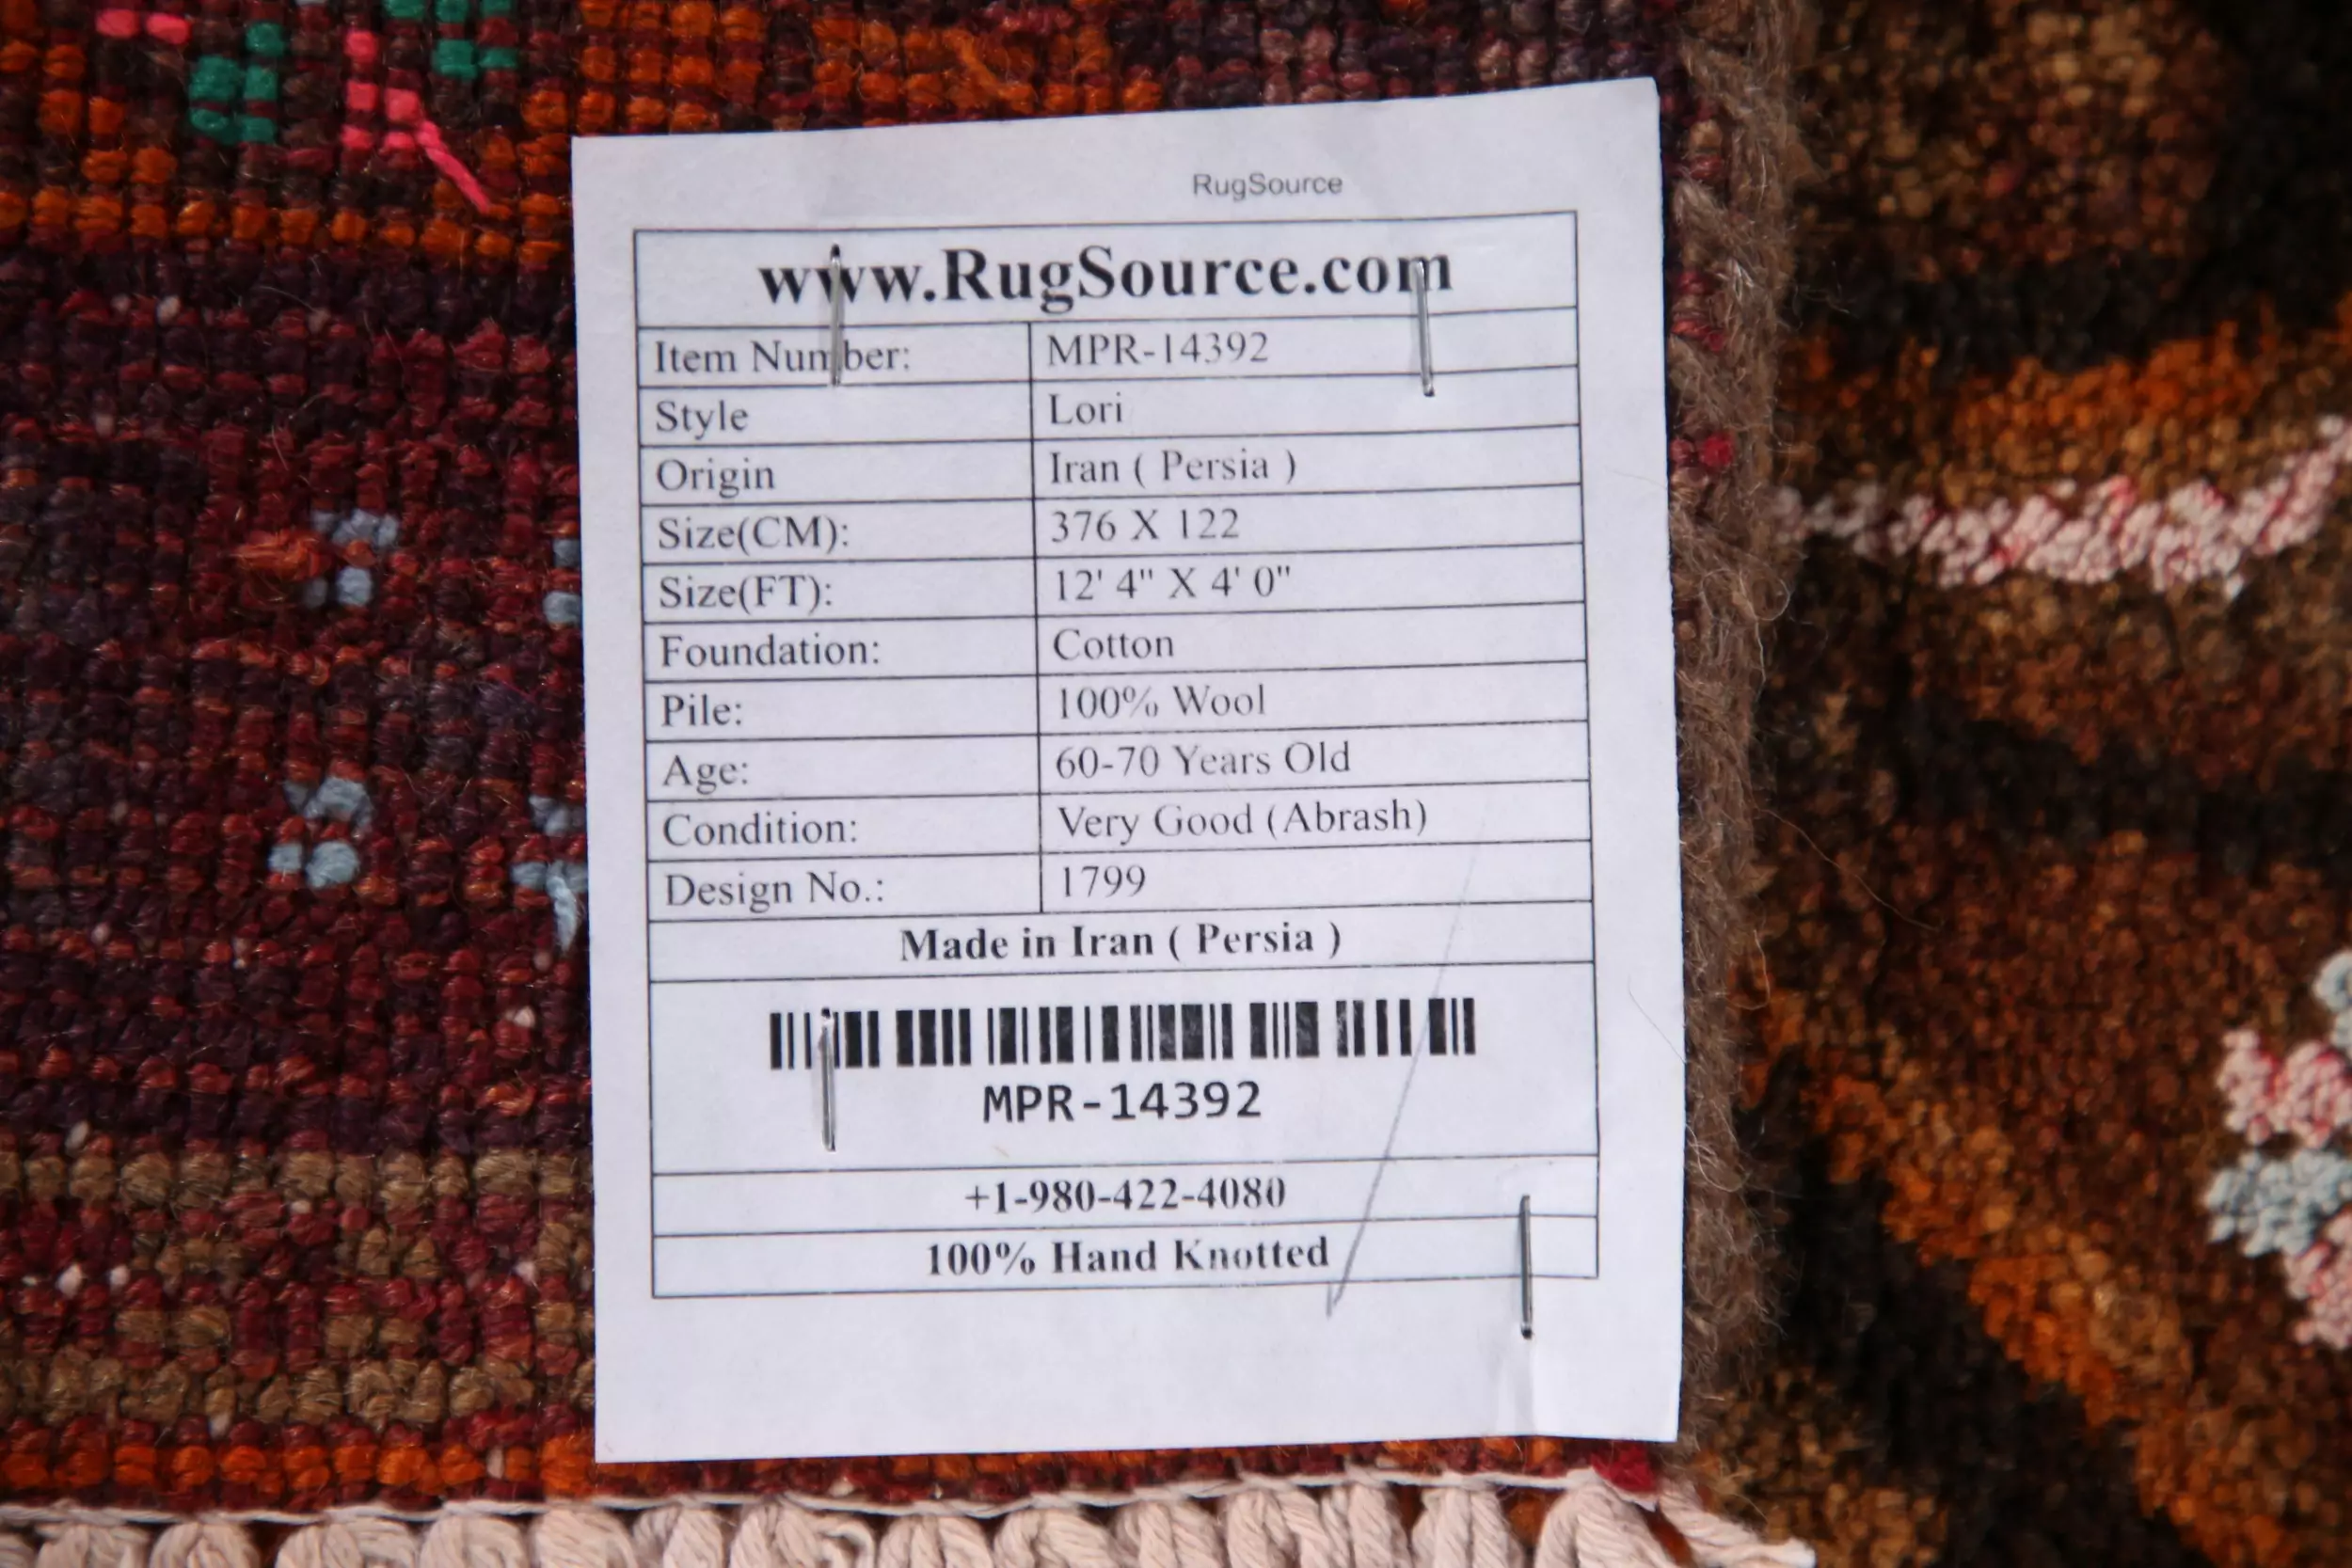 RugSource
www.RugSource.com
Item Number: MPR-14392
Style Lori
Origin Iran ( Persia )
Size(CM): 376 X 122
Size(FT): 12' 4" X 4' 0"
Foundation: Cotton
Pile: 100% Wool
Age: 60-70 Years Old
Condition: Very Good (Abrash)
Design No.: 1799
Made in Iran ( Persia )
MPR-14392
+1-980-422-4080
100% Hand Knotted